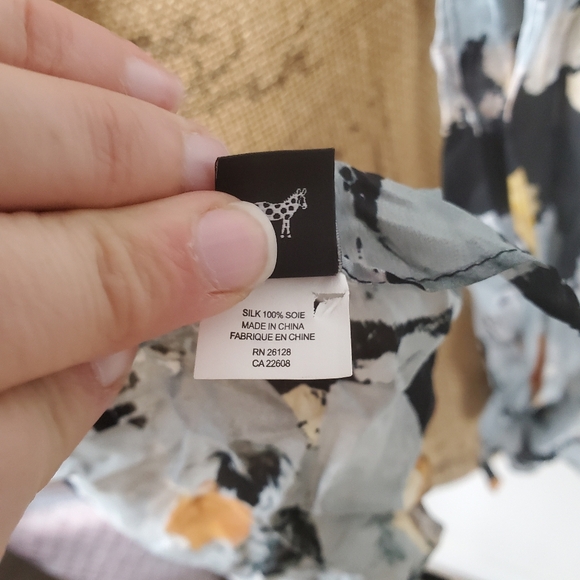 SILK 100% SOIE
MADE IN CHINA
FABRIQUE EN CHINE
RN 26128
CA 22608